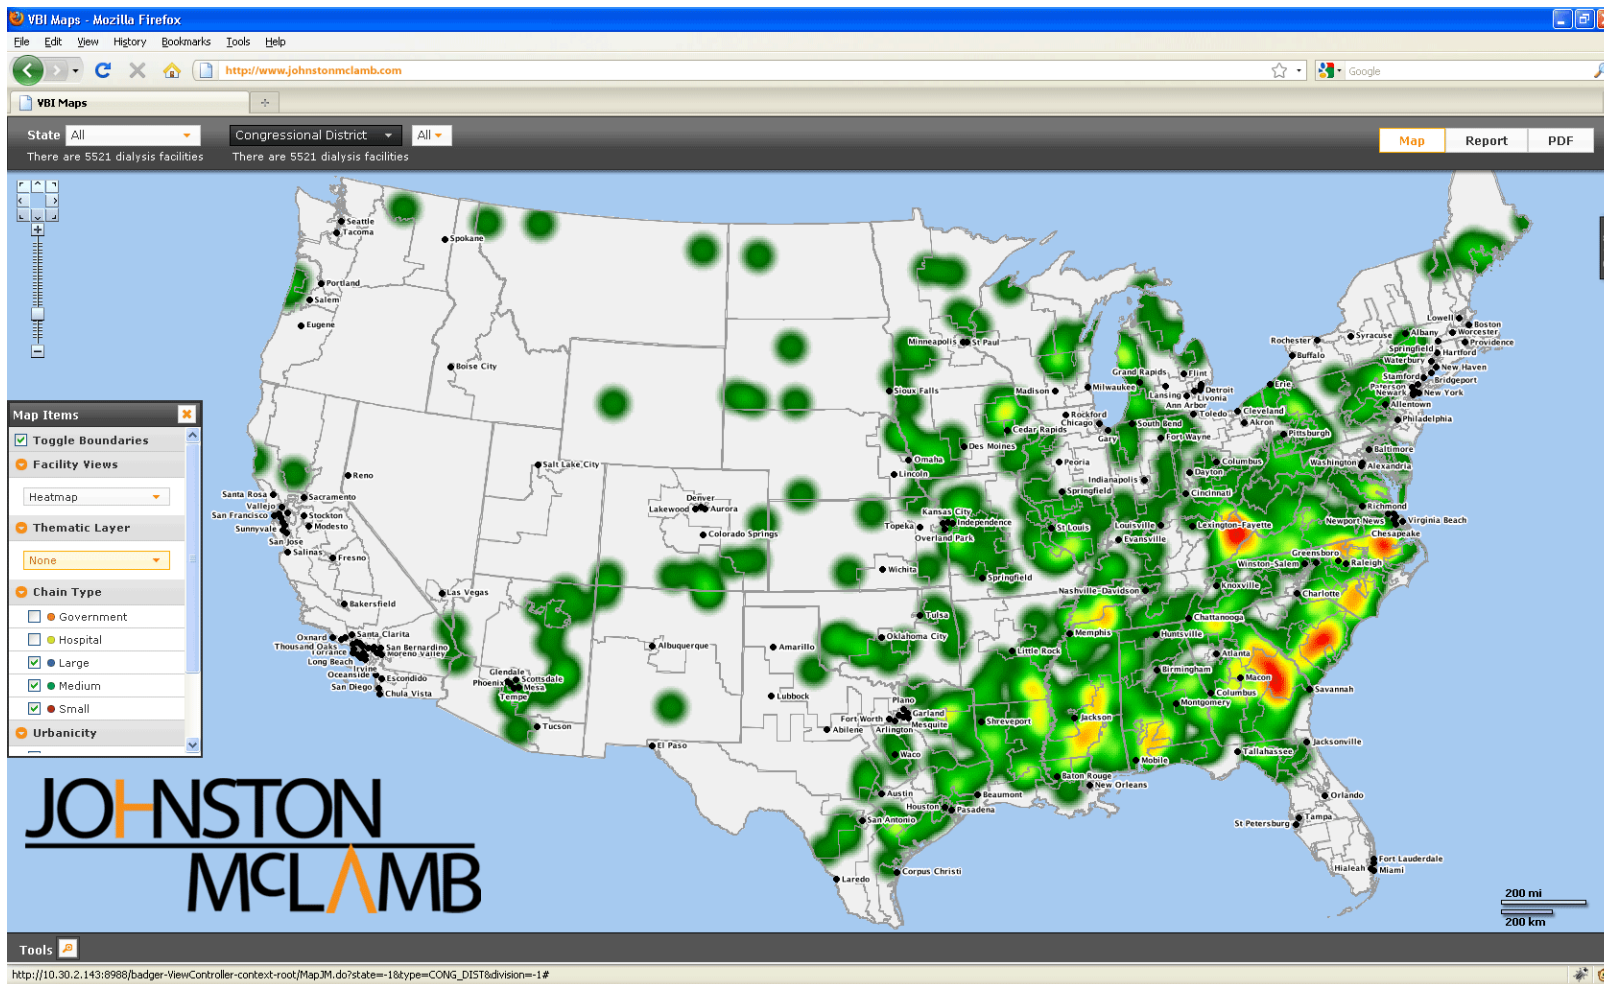 VBI Maps - Mozilla Firefox
File Edit View History Bookmarks Tools Help
http://www.johnstonmclamb.com
Google
VBI Maps
State All Congressional District All
There are 5521 dialysis facilities There are 5521 dialysis facilities
Map Report PDF
Seattle
Tacoma
Spokane
Portland
Salem
Eugene
Boise City
Minneapolis St Paul
Sioux Falls
Madison
Milwaukee
Grand Rapids
Flint
Lansing
Detroit
Livonia
Ann Arbor
Toledo
Rockford
Chicago
Gary
South Bend
Fort Wayne
Cedar Rapids
Des Moines
Omaha
Lincoln
Peoria
Springfield
Indianapolis
Columbus
Dayton
Cincinnati
Cleveland
Akron
Erie
Pittsburgh
Rochester
Buffalo
Syracuse
Albany
Lowell
Boston
Worcester
Providence
Springfield
Hartford
Waterbury
New Haven
Stamford
Bridgeport
Paterson
Newark New York
Allentown
Philadelphia
Baltimore
Washington
Alexandria
Richmond
Newport News Virginia Beach
Chesapeake
Greensboro
Winston-Salem
Raleigh
Charlotte
Knoxville
Lexington-Fayette
Louisville
Evansville
St Louis
Kansas City
Independence
Topeka
Overland Park
Wichita
Springfield
Nashville-Davidson
Chattanooga
Memphis
Huntsville
Atlanta
Macon
Birmingham
Columbus
Montgomery
Savannah
Little Rock
Tulsa
Oklahoma City
Amarillo
Albuquerque
Lubbock
Plano
Garland
Fort Worth
Mesquite
Arlington
Abilene
Shreveport
Jackson
Waco
Mobile
Tallahassee
Jacksonville
Baton Rouge
New Orleans
Beaumont
Austin
Houston
Pasadena
San Antonio
Corpus Christi
Laredo
El Paso
Orlando
Tampa
St Petersburg
Fort Lauderdale
Hialeah Miami
Salt Lake City
Denver
Lakewood Aurora
Colorado Springs
Reno
Santa Rosa
Sacramento
Vallejo
San Francisco
Stockton
Sunnyvale
Modesto
San Jose
Salinas
Fresno
Las Vegas
Bakersfield
Oxnard
Santa Clarita
Thousand Oaks
San Bernardino
Torrance
Moreno Valley
Long Beach
Irvine
Oceanside
Escondido
San Diego
Chula Vista
Glendale
Scottsdale
Phoenix
Mesa
Tempe
Tucson
Map Items
Toggle Boundaries
Facility Views
Heatmap
Thematic Layer
None
Chain Type
Government
Hospital
Large
Medium
Small
Urbanicity
JOHNSTON
McLAMB
200 mi
200 km
Tools
http://10.30.2.143:8988/badger-ViewController-context-root/MapJM.do?state=-1&type=CONG_DIST&division=-1#